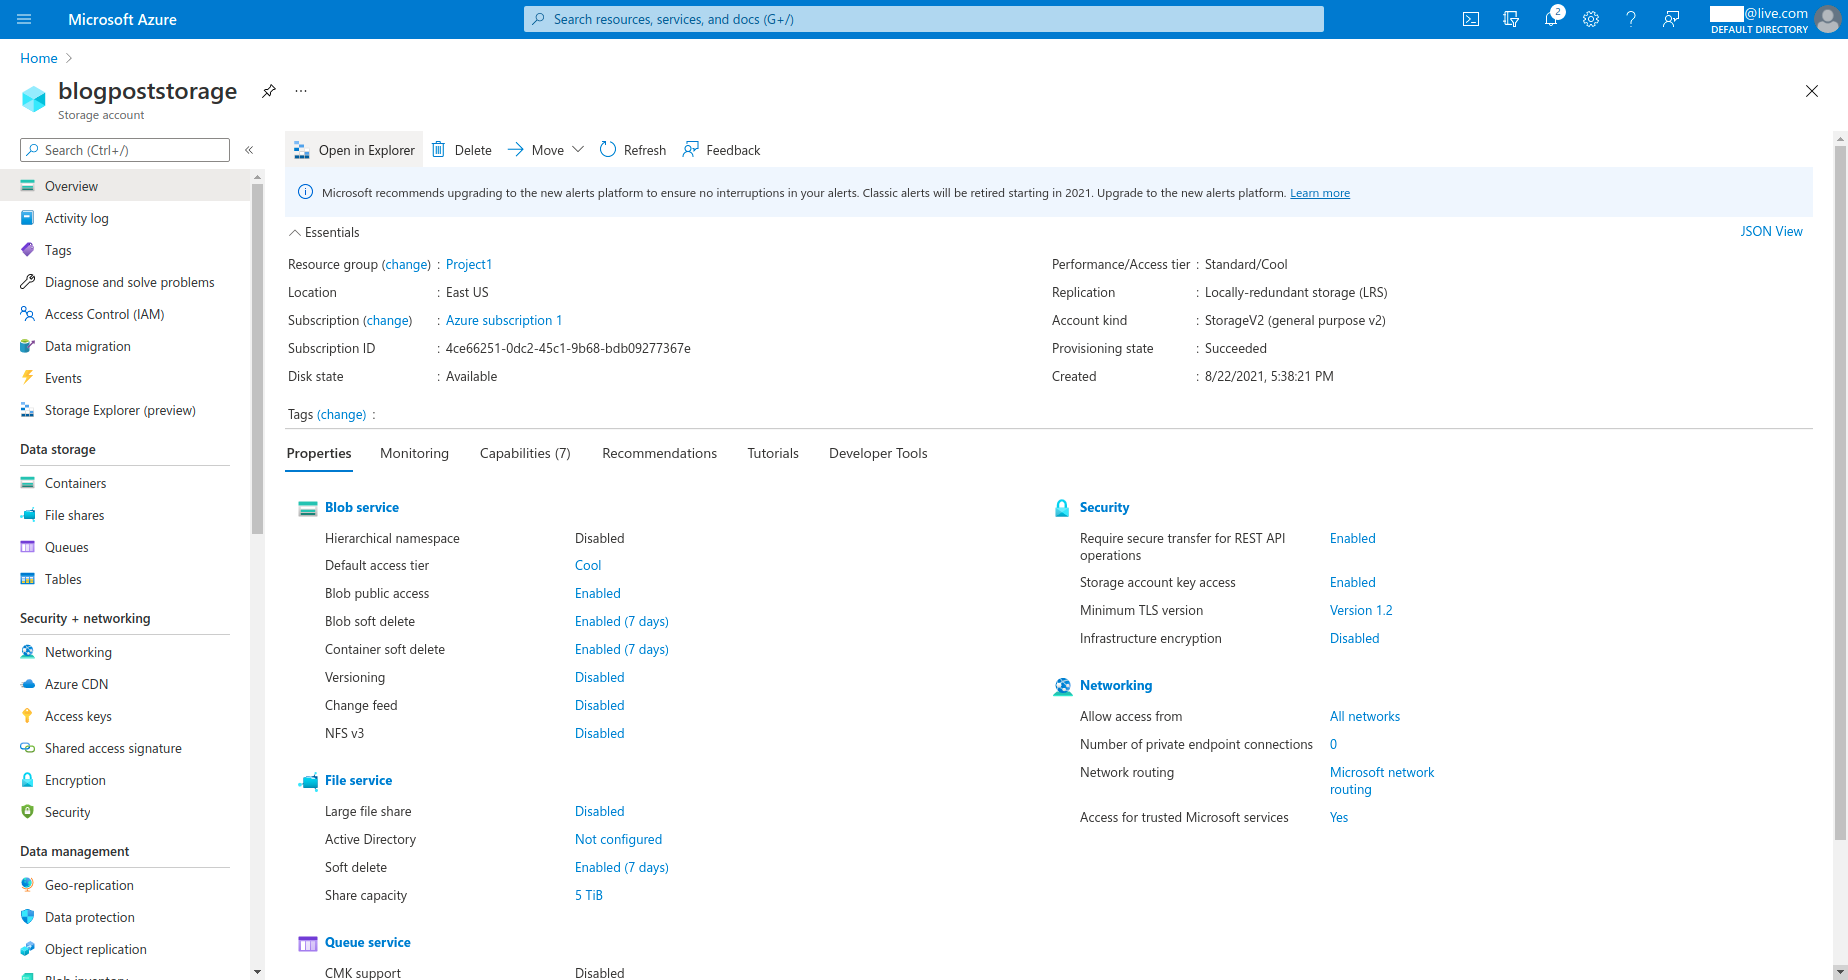 Microsoft Azure
Search resources, services, and docs (G+/)
2
@live.com
DEFAULT DIRECTORY
Home
blogpoststorage
...
Storage account
Search (Ctrl+/)
«
Overview
Activity log
Tags
Diagnose and solve problems
Access Control (IAM)
Data migration
Events
Storage Explorer (preview)
Data storage
Containers
File shares
Queues
Tables
Security + networking
Networking
Azure CDN
Access keys
Shared access signature
Encryption
Security
Data management
Geo-replication
Data protection
Object replication
Blob inventory
Open in Explorer
Delete
Move
Refresh
Feedback
Microsoft recommends upgrading to the new alerts platform to ensure no interruptions in your alerts. Classic alerts will be retired starting in 2021. Upgrade to the new alerts platform. Learn more
Essentials
JSON View
Resource group (change) : Project1
Location : East US
Subscription (change) : Azure subscription 1
Subscription ID : 4ce66251-0dc2-45c1-9b68-bdb09277367e
Disk state : Available
Performance/Access tier : Standard/Cool
Replication : Locally-redundant storage (LRS)
Account kind : StorageV2 (general purpose v2)
Provisioning state : Succeeded
Created : 8/22/2021, 5:38:21 PM
Tags (change) :
Properties Monitoring Capabilities (7) Recommendations Tutorials Developer Tools
Blob service
Hierarchical namespace Disabled
Default access tier Cool
Blob public access Enabled
Blob soft delete Enabled (7 days)
Container soft delete Enabled (7 days)
Versioning Disabled
Change feed Disabled
NFS v3 Disabled
File service
Large file share Disabled
Active Directory Not configured
Soft delete Enabled (7 days)
Share capacity 5 TiB
Queue service
CMK support Disabled
Security
Require secure transfer for REST API Enabled
operations
Storage account key access Enabled
Minimum TLS version Version 1.2
Infrastructure encryption Disabled
Networking
Allow access from All networks
Number of private endpoint connections 0
Network routing Microsoft network
routing
Access for trusted Microsoft services Yes